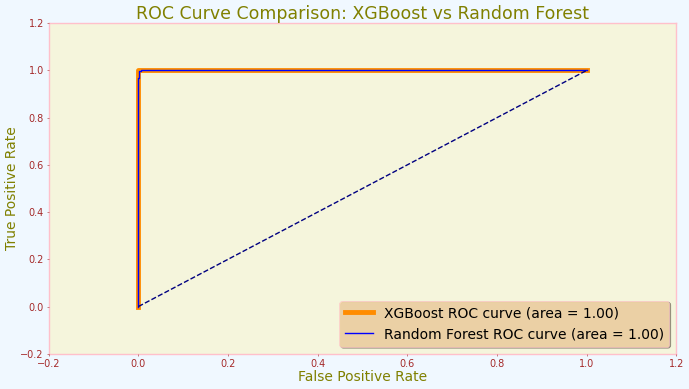 ROC Curve Comparison: XGBoost vs Random Forest
1.2
1.0
0.8
0.6
0.4
0.2
0.0
−0.2
True Positive Rate
XGBoost ROC curve (area = 1.00)
Random Forest ROC curve (area = 1.00)
−0.2 0.0 0.2 0.4 0.6 0.8 1.0 1.2
False Positive Rate